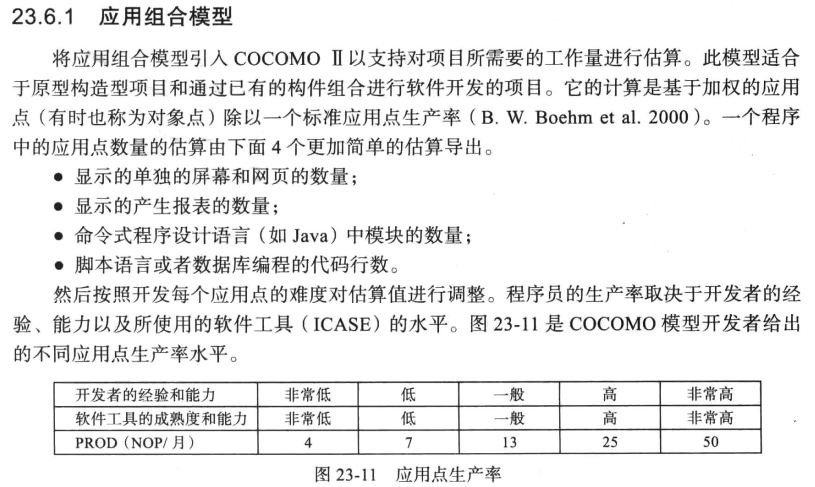 23.6.1 应用组合模型
将应用组合模型引入 COCOMO Ⅱ以支持对项目所需要的工作量进行估算。此模型适合
于原型构造型项目和通过已有的构件组合进行软件开发的项目。它的计算是基于加权的应用
点（有时也称为对象点）除以一个标准应用点生产率（B. W. Boehm et al. 2000）。一个程序
中的应用点数量的估算由下面 4 个更加简单的估算导出。
● 显示的单独的屏幕和网页的数量；
● 显示的产生报表的数量；
● 命令式程序设计语言（如 Java）中模块的数量；
● 脚本语言或者数据库编程的代码行数。
然后按照开发每个应用点的难度对估算值进行调整。程序员的生产率取决于开发者的经
验、能力以及所使用的软件工具（ICASE）的水平。图 23-11 是 COCOMO 模型开发者给出
的不同应用点生产率水平。
开发者的经验和能力 非常低 低 一般 高 非常高
软件工具的成熟度和能力 非常低 低 一般 高 非常高
PROD（NOP/ 月） 4 7 13 25 50
图 23-11 应用点生产率